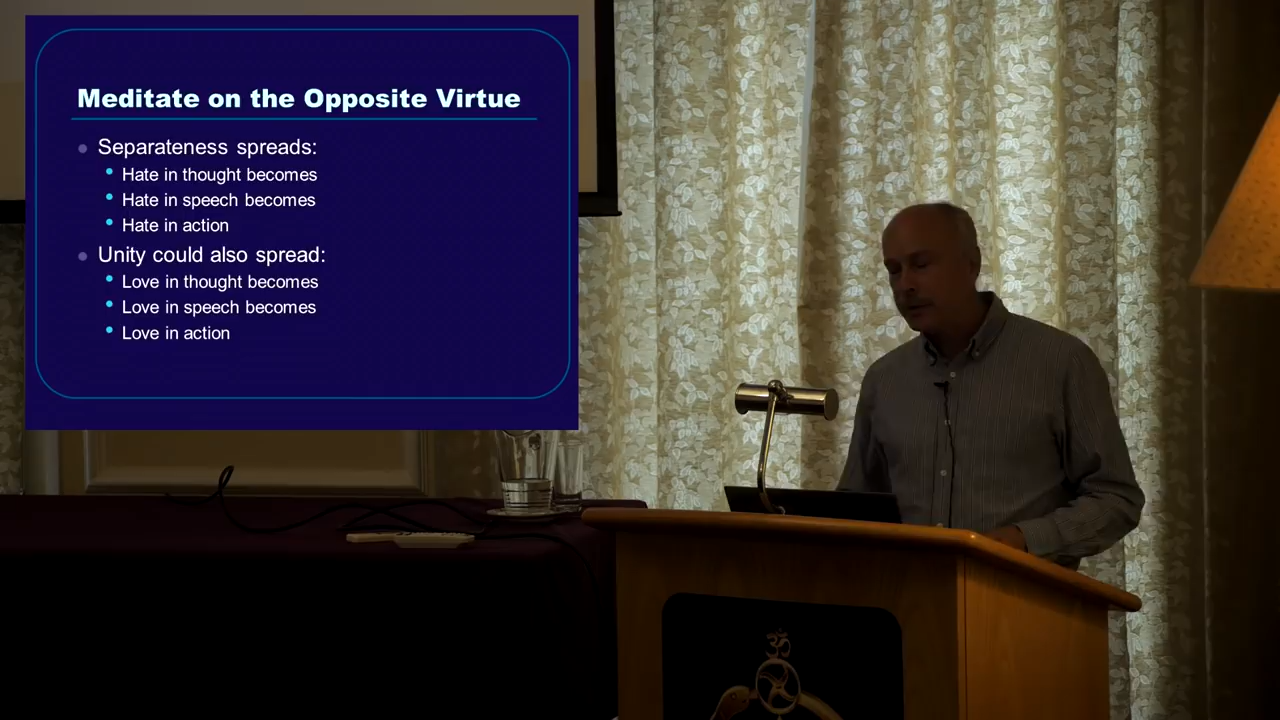 Meditate on the Opposite Virtue
Separateness spreads:
Hate in thought becomes
Hate in speech becomes
Hate in action
Unity could also spread:
Love in thought becomes
Love in speech becomes
Love in action
ॐ